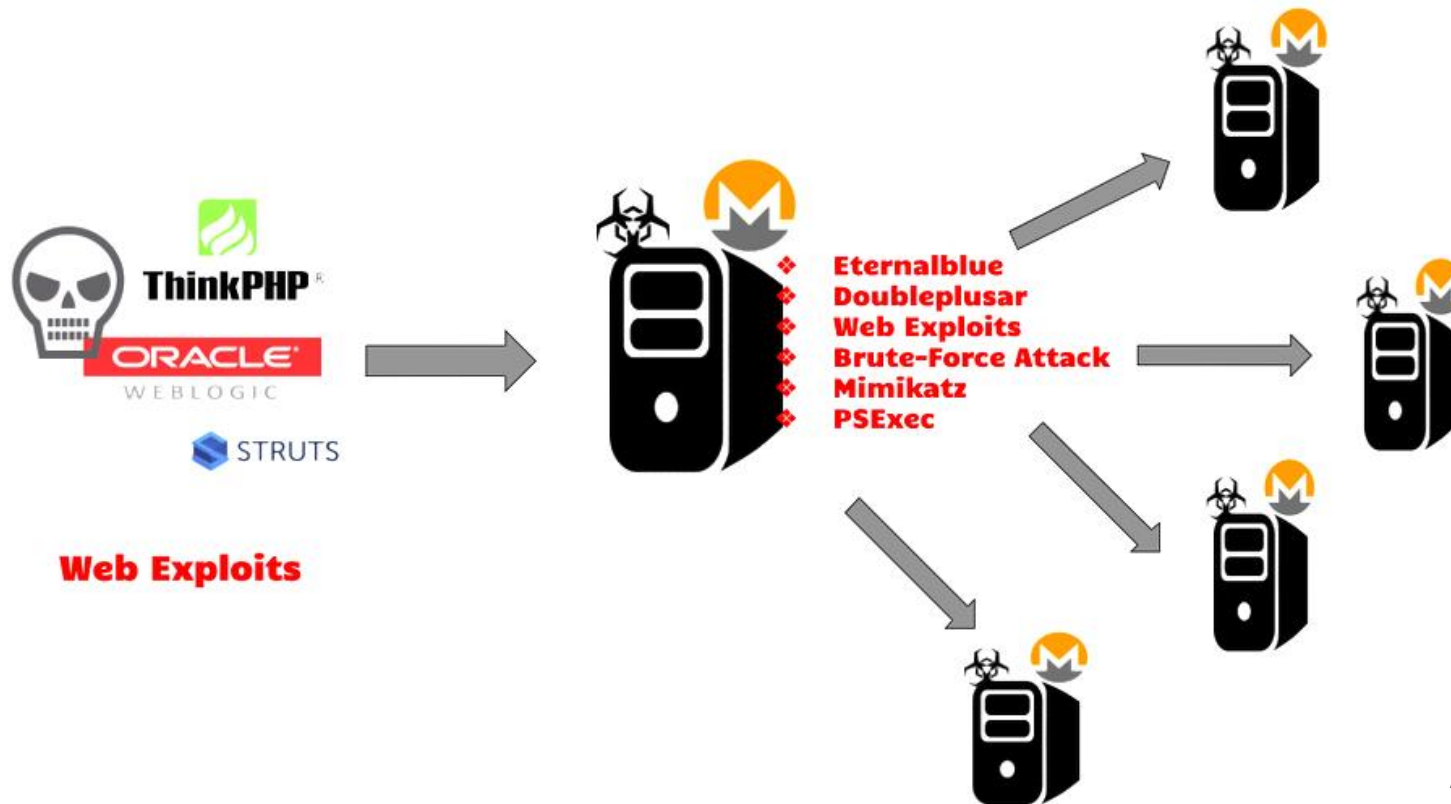 ThinkPHP®
ORACLE®
WEBLOGIC
STRUTS
Web Exploits
❖ Eternalblue
❖ Doubleplusar
❖ Web Exploits
❖ Brute-Force Attack
❖ Mimikatz
❖ PSExec